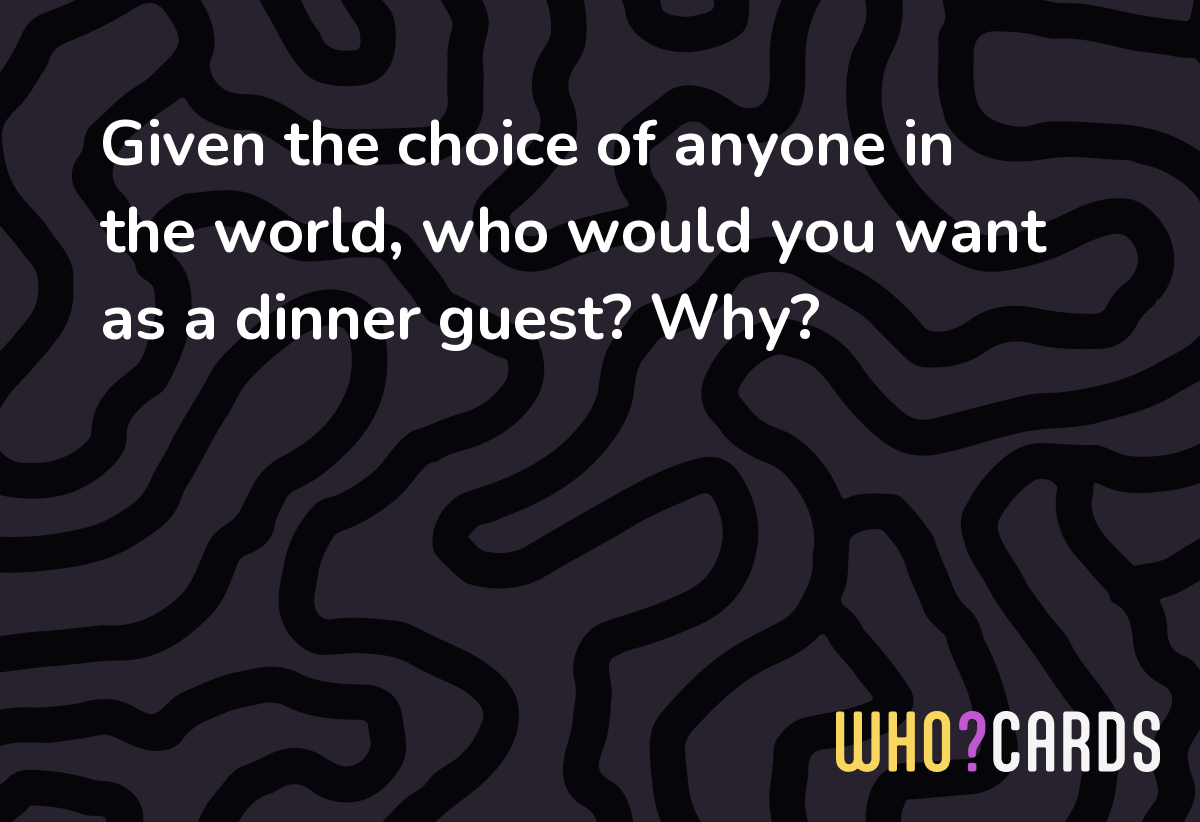 Given the choice of anyone in
the world, who would you want
as a dinner guest? Why?
WHO?CARDS